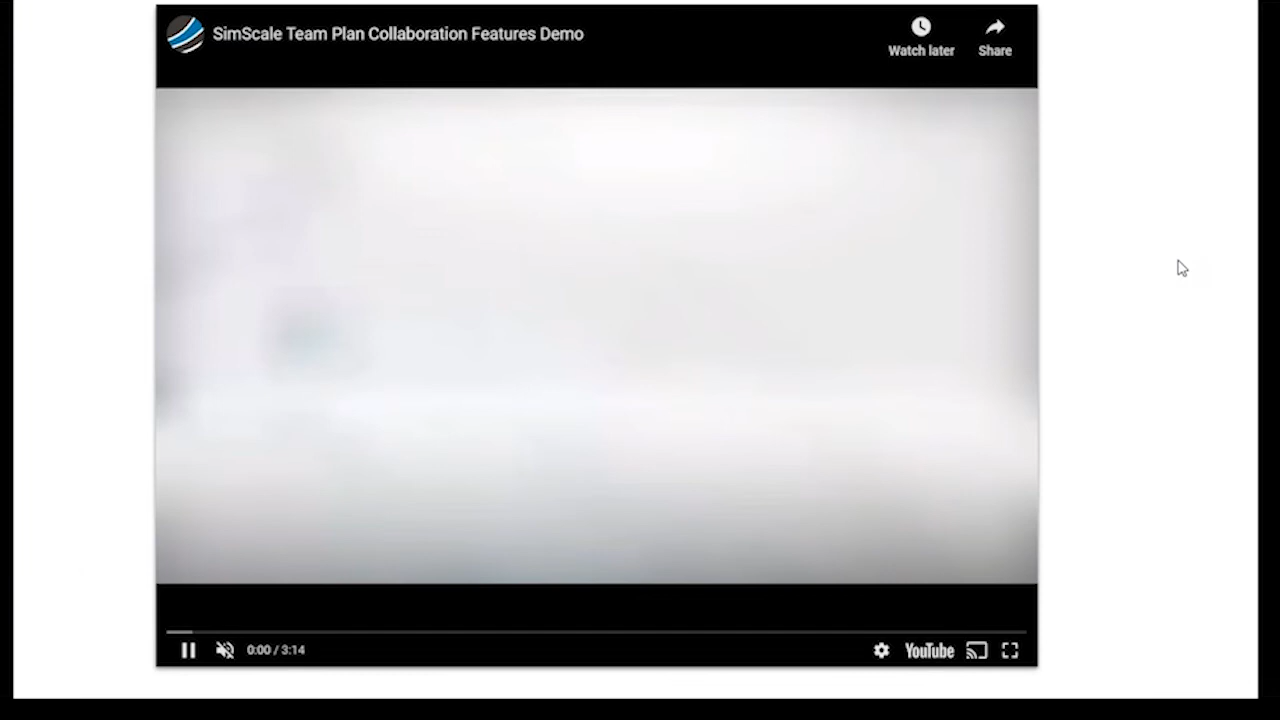 SimScale Team Plan Collaboration Features Demo
Watch later
Share
0:00 / 3:14
YouTube